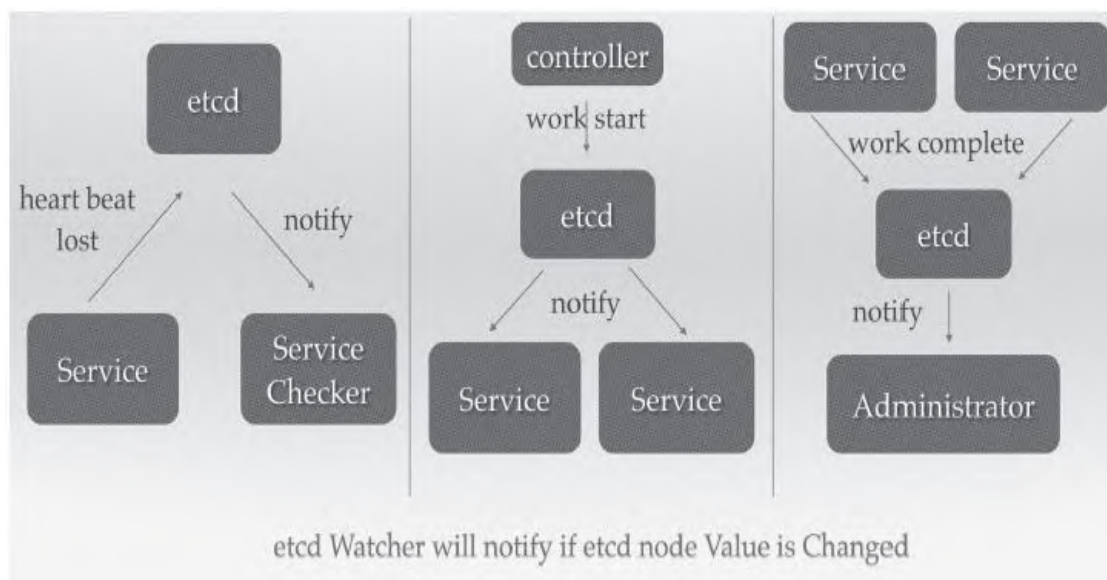 etcd
heart beat
lost
notify
Service
Service
Checker
controller
work start
etcd
notify
Service
Service
Service
Service
work complete
etcd
notify
Administrator
etcd Watcher will notify if etcd node Value is Changed